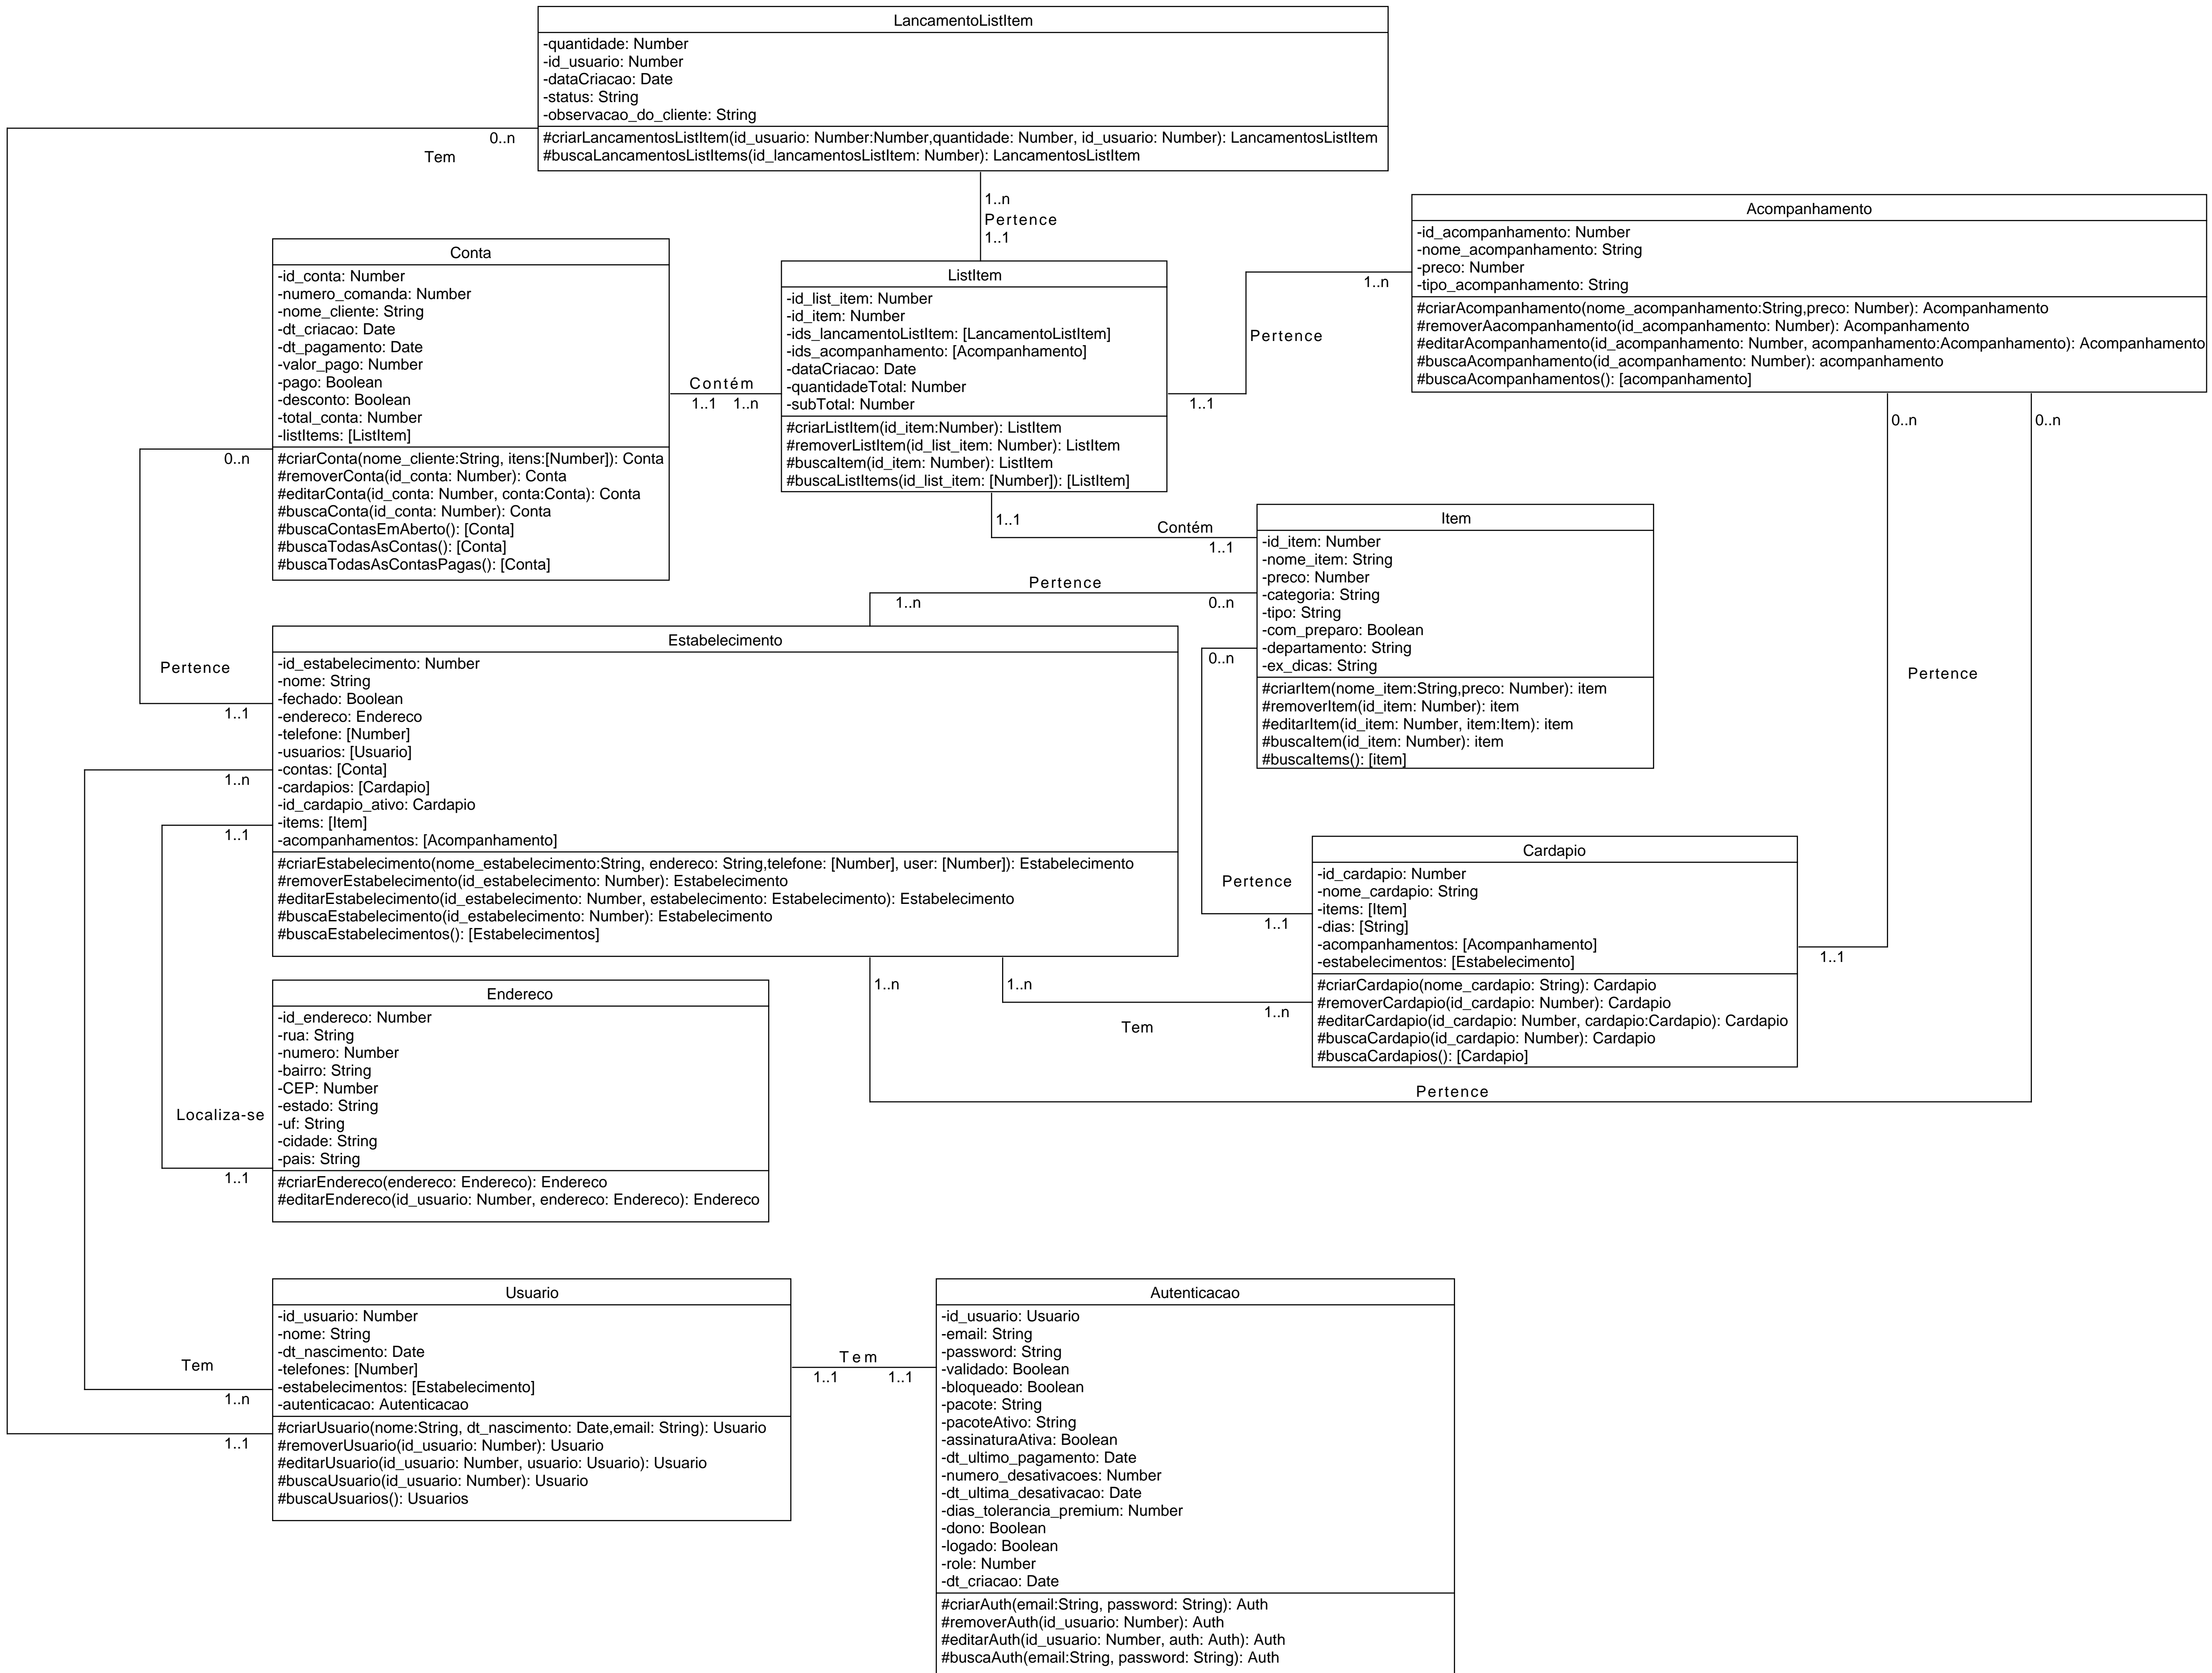 LancamentoListItem
-quantidade: Number
-id_usuario: Number
-dataCriacao: Date
-status: String
-observacao_do_cliente: String
#criarLancamentosListItem(id_usuario: Number:Number,quantidade: Number, id_usuario: Number): LancamentosListItem
#buscaLancamentosListItems(id_lancamentosListItem: Number): LancamentosListItem
0..n
Tem
1..n
Pertence
1..1
Acompanhamento
-id_acompanhamento: Number
-nome_acompanhamento: String
-preco: Number
-tipo_acompanhamento: String
#criarAcompanhamento(nome_acompanhamento:String,preco: Number): Acompanhamento
#removerAacompanhamento(id_acompanhamento: Number): Acompanhamento
#editarAcompanhamento(id_acompanhamento: Number, acompanhamento:Acompanhamento): Acompanhamento
#buscaAcompanhamento(id_acompanhamento: Number): acompanhamento
#buscaAcompanhamentos(): [acompanhamento]
Conta
-id_conta: Number
-numero_comanda: Number
-nome_cliente: String
-dt_criacao: Date
-dt_pagamento: Date
-valor_pago: Number
-pago: Boolean
-desconto: Boolean
-total_conta: Number
-listItems: [ListItem]
#criarConta(nome_cliente:String, itens:[Number]): Conta
#removerConta(id_conta: Number): Conta
#editarConta(id_conta: Number, conta:Conta): Conta
#buscaConta(id_conta: Number): Conta
#buscaContasEmAberto(): [Conta]
#buscaTodasAsContas(): [Conta]
#buscaTodasAsContasPagas(): [Conta]
Contém
1..1 1..n
ListItem
-id_list_item: Number
-id_item: Number
-ids_lancamentoListItem: [LancamentoListItem]
-ids_acompanhamento: [Acompanhamento]
-dataCriacao: Date
-quantidadeTotal: Number
-subTotal: Number
#criarListItem(id_item:Number): ListItem
#removerListItem(id_list_item: Number): ListItem
#buscaItem(id_item: Number): ListItem
#buscaListItems(id_list_item: [Number]): [ListItem]
1..n
Pertence
1..1
0..n
0..n
0..n
1..1
Contém
1..1
Item
-id_item: Number
-nome_item: String
-preco: Number
-categoria: String
-tipo: String
-com_preparo: Boolean
-departamento: String
-ex_dicas: String
#criarItem(nome_item:String,preco: Number): item
#removerItem(id_item: Number): item
#editarItem(id_item: Number, item:Item): item
#buscaItem(id_item: Number): item
#buscaItems(): [item]
Pertence
1..n 0..n
0..n
Pertence
Pertence
1..1
Estabelecimento
-id_estabelecimento: Number
-nome: String
-fechado: Boolean
-endereco: Endereco
-telefone: [Number]
-usuarios: [Usuario]
-contas: [Conta]
-cardapios: [Cardapio]
-id_cardapio_ativo: Cardapio
-items: [Item]
-acompanhamentos: [Acompanhamento]
#criarEstabelecimento(nome_estabelecimento:String, endereco: String,telefone: [Number], user: [Number]): Estabelecimento
#removerEstabelecimento(id_estabelecimento: Number): Estabelecimento
#editarEstabelecimento(id_estabelecimento: Number, estabelecimento: Estabelecimento): Estabelecimento
#buscaEstabelecimento(id_estabelecimento: Number): Estabelecimento
#buscaEstabelecimentos(): [Estabelecimentos]
1..n
1..1
Pertence
1..1
Cardapio
-id_cardapio: Number
-nome_cardapio: String
-items: [Item]
-dias: [String]
-acompanhamentos: [Acompanhamento]
-estabelecimentos: [Estabelecimento]
#criarCardapio(nome_cardapio: String): Cardapio
#removerCardapio(id_cardapio: Number): Cardapio
#editarCardapio(id_cardapio: Number, cardapio:Cardapio): Cardapio
#buscaCardapio(id_cardapio: Number): Cardapio
#buscaCardapios(): [Cardapio]
1..1
1..n
1..n
1..n
Tem
Pertence
Endereco
-id_endereco: Number
-rua: String
-numero: Number
-bairro: String
-CEP: Number
-estado: String
-uf: String
-cidade: String
-pais: String
#criarEndereco(endereco: Endereco): Endereco
#editarEndereco(id_usuario: Number, endereco: Endereco): Endereco
Localiza-se
1..1
Usuario
-id_usuario: Number
-nome: String
-dt_nascimento: Date
-telefones: [Number]
-estabelecimentos: [Estabelecimento]
-autenticacao: Autenticacao
#criarUsuario(nome:String, dt_nascimento: Date,email: String): Usuario
#removerUsuario(id_usuario: Number): Usuario
#editarUsuario(id_usuario: Number, usuario: Usuario): Usuario
#buscaUsuario(id_usuario: Number): Usuario
#buscaUsuarios(): Usuarios
Tem
1..n
1..1
Tem
1..1 1..1
Autenticacao
-id_usuario: Usuario
-email: String
-password: String
-validado: Boolean
-bloqueado: Boolean
-pacote: String
-pacoteAtivo: String
-assinaturaAtiva: Boolean
-dt_ultimo_pagamento: Date
-numero_desativacoes: Number
-dt_ultima_desativacao: Date
-dias_tolerancia_premium: Number
-dono: Boolean
-logado: Boolean
-role: Number
-dt_criacao: Date
#criarAuth(email:String, password: String): Auth
#removerAuth(id_usuario: Number): Auth
#editarAuth(id_usuario: Number, auth: Auth): Auth
#buscaAuth(email:String, password: String): Auth